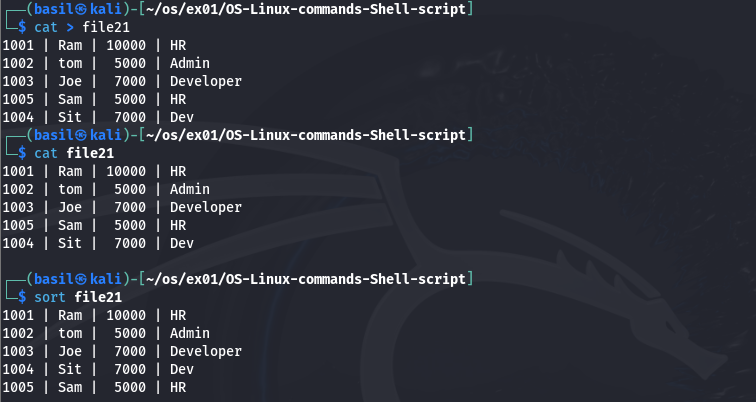 ┌──(basil㉿kali)-[~/os/ex01/OS-Linux-commands-Shell-script]
└─$ cat > file21
1001 | Ram | 10000 | HR
1002 | tom |  5000 | Admin
1003 | Joe |  7000 | Developer
1005 | Sam |  5000 | HR
1004 | Sit |  7000 | Dev
┌──(basil㉿kali)-[~/os/ex01/OS-Linux-commands-Shell-script]
└─$ cat file21
1001 | Ram | 10000 | HR
1002 | tom |  5000 | Admin
1003 | Joe |  7000 | Developer
1005 | Sam |  5000 | HR
1004 | Sit |  7000 | Dev
┌──(basil㉿kali)-[~/os/ex01/OS-Linux-commands-Shell-script]
└─$ sort file21
1001 | Ram | 10000 | HR
1002 | tom |  5000 | Admin
1003 | Joe |  7000 | Developer
1004 | Sit |  7000 | Dev
1005 | Sam |  5000 | HR